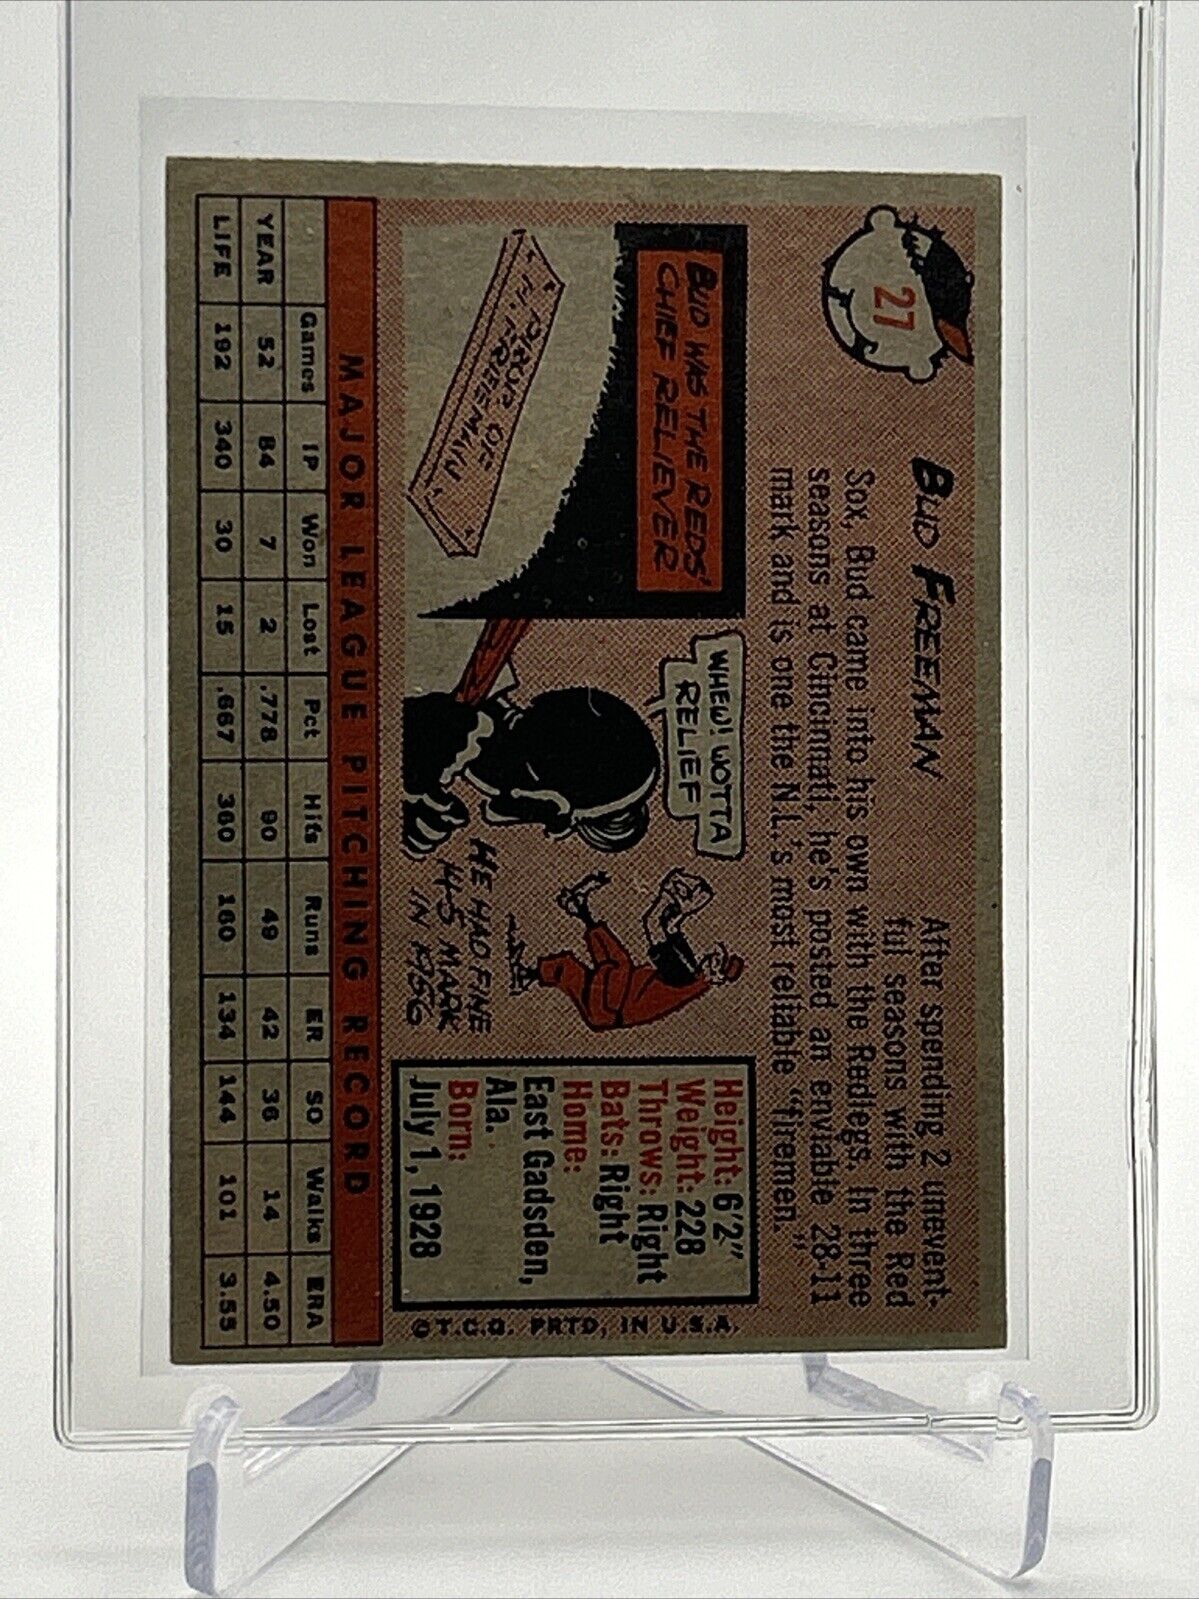 27
BUD FREEMAN
After spending 2 unevent-
ful seasons with the Red
Sox, Bud came into his own with the Redlegs. In three
seasons at Cincinnati, he's posted an enviable 28-11
mark and is one the N.L.'s most reliable "firemen."
BUD WAS THE REDS'
CHIEF RELIEVER
DIARY OF
A FIREMAN
WHEW! WOTTA
RELIEF
HE HAD FINE
14-5 MARK
IN 1956
Height: 6'2"
Weight: 228
Throws: Right
Bats: Right
Home:
East Gadsden,
Ala.
Born:
July 1, 1928
© T.C.G. PRTD. IN U.S.A.
MAJOR LEAGUE PITCHING RECORD
Games IP Won Lost Pct Hits Runs ER SO Walks ERA
YEAR 52 84 7 2 .778 90 49 42 36 14 4.50
LIFE 192 340 30 15 .667 360 160 134 144 101 3.55